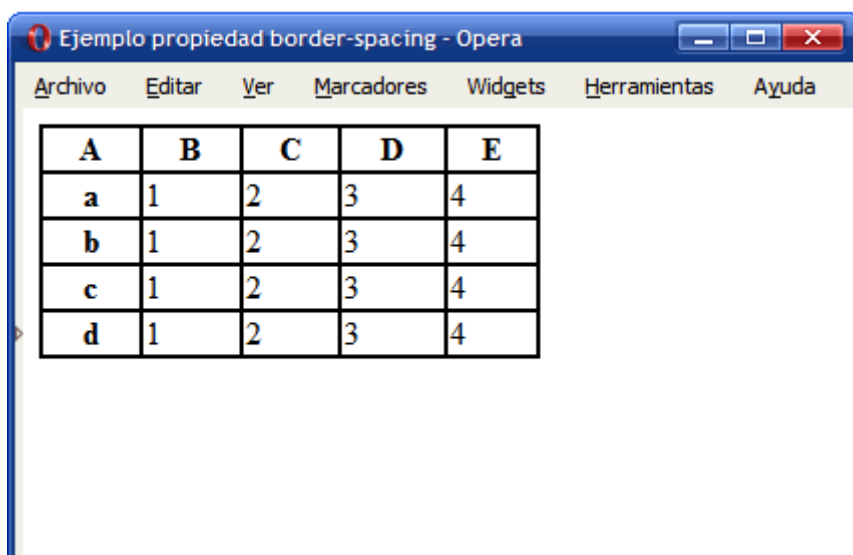 Ejemplo propiedad border-spacing - Opera
Archivo Editar Ver Marcadores Widgets Herramientas Ayuda
A B C D E
a 1 2 3 4
b 1 2 3 4
c 1 2 3 4
d 1 2 3 4